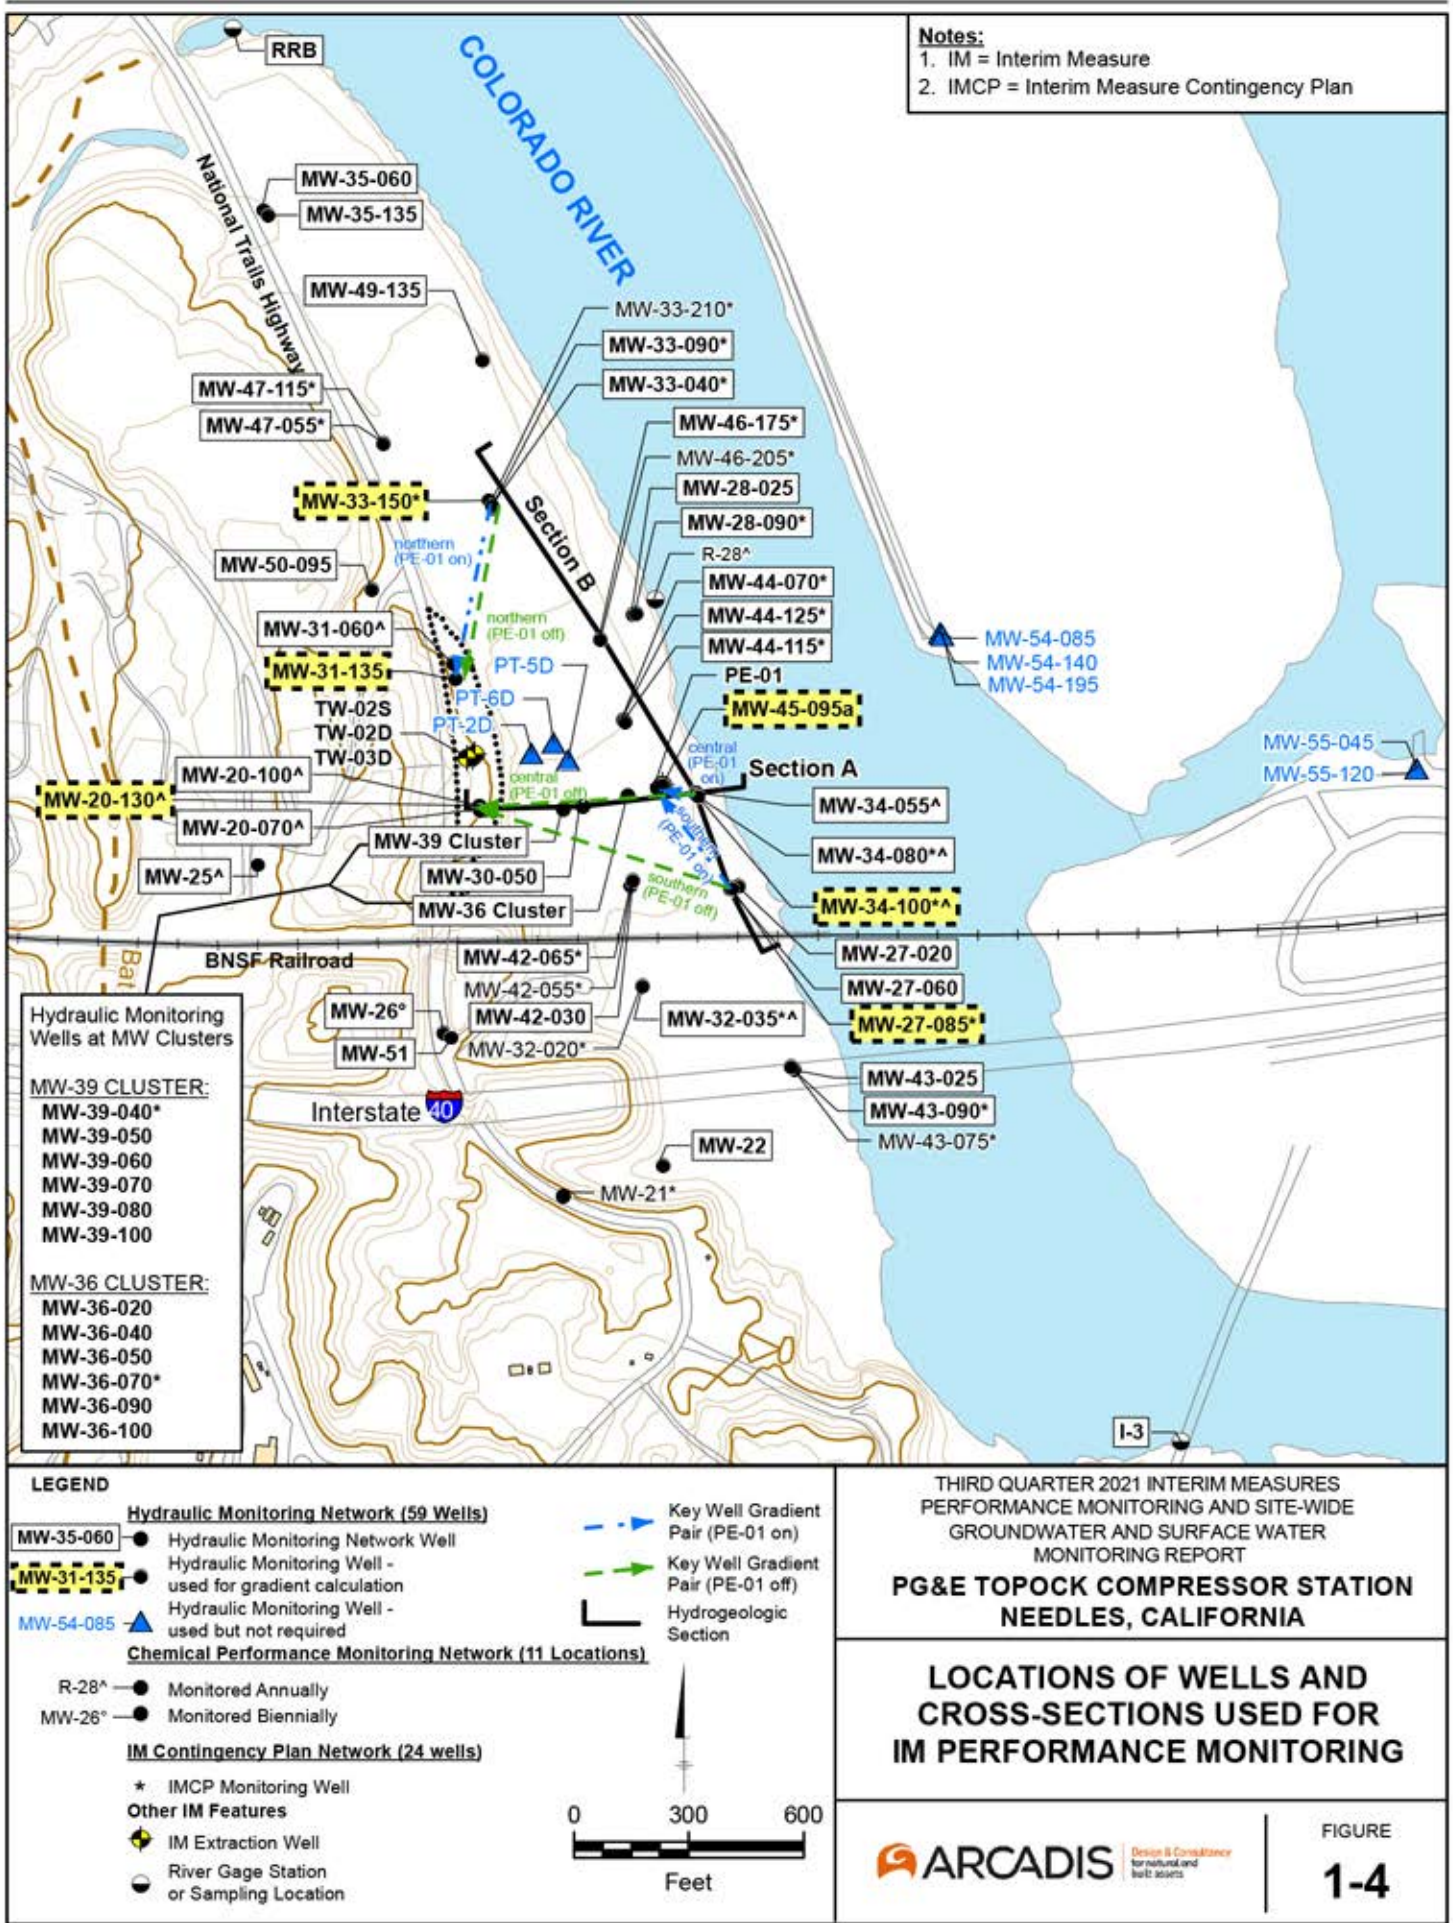 Notes:
1. IM = Interim Measure
2. IMCP = Interim Measure Contingency Plan
RRB
COLORADO RIVER
National Trails Highway
MW-35-060
MW-35-135
MW-49-135
MW-33-210*
MW-33-090*
MW-33-040*
MW-47-115*
MW-47-055*
MW-46-175*
MW-46-205*
MW-28-025
MW-28-090*
R-28^
MW-33-150*
Section B
northern
(PE-01 on)
MW-50-095
MW-44-070*
MW-44-125*
MW-44-115*
MW-31-060^
northern
(PE-01 off)
MW-31-135
PT-5D
PE-01
PT-6D
MW-45-095a
MW-54-085
MW-54-140
MW-54-195
TW-02S
TW-02D
TW-03D
PT-2D
central
(PE-01
on)
Section A
MW-55-045
MW-55-120
MW-20-100^
central
(PE-01 off)
MW-20-130^
MW-20-070^
MW-34-055^
MW-39 Cluster
southern
(PE-01 on)
MW-34-080*^
MW-25^
MW-30-050
southern
(PE-01 off)
MW-36 Cluster
MW-34-100*^
BNSF Railroad
Bat
MW-42-065*
MW-27-020
MW-42-055*
MW-27-060
MW-26°
MW-42-030
MW-32-035*^
MW-27-085*
MW-51
MW-32-020*
MW-43-025
Interstate 40
MW-43-090*
MW-43-075*
MW-22
MW-21*
I-3
Hydraulic Monitoring
Wells at MW Clusters
MW-39 CLUSTER:
MW-39-040*
MW-39-050
MW-39-060
MW-39-070
MW-39-080
MW-39-100
MW-36 CLUSTER:
MW-36-020
MW-36-040
MW-36-050
MW-36-070*
MW-36-090
MW-36-100
LEGEND
Hydraulic Monitoring Network (59 Wells)
MW-35-060 Hydraulic Monitoring Network Well
MW-31-135 Hydraulic Monitoring Well -
used for gradient calculation
MW-54-085 Hydraulic Monitoring Well -
used but not required
Chemical Performance Monitoring Network (11 Locations)
R-28^ Monitored Annually
MW-26° Monitored Biennially
IM Contingency Plan Network (24 wells)
* IMCP Monitoring Well
Other IM Features
IM Extraction Well
River Gage Station
or Sampling Location
Key Well Gradient
Pair (PE-01 on)
Key Well Gradient
Pair (PE-01 off)
Hydrogeologic
Section
0 300 600
Feet
THIRD QUARTER 2021 INTERIM MEASURES
PERFORMANCE MONITORING AND SITE-WIDE
GROUNDWATER AND SURFACE WATER
MONITORING REPORT
PG&E TOPOCK COMPRESSOR STATION
NEEDLES, CALIFORNIA
LOCATIONS OF WELLS AND
CROSS-SECTIONS USED FOR
IM PERFORMANCE MONITORING
ARCADIS
Design & Consultancy
for natural and
built assets
FIGURE
1-4